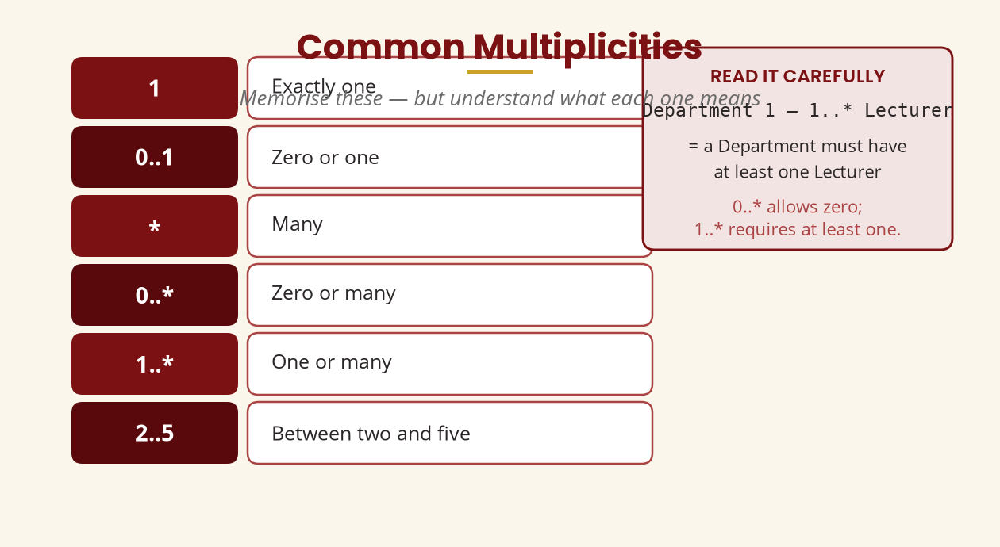 Common Multiplicities
Memorise these — but understand what each one means
1
Exactly one
0..1
Zero or one
*
Many
0..*
Zero or many
1..*
One or many
2..5
Between two and five
READ IT CAREFULLY
Department 1 — 1..* Lecturer
= a Department must have
at least one Lecturer
0..* allows zero;
1..* requires at least one.